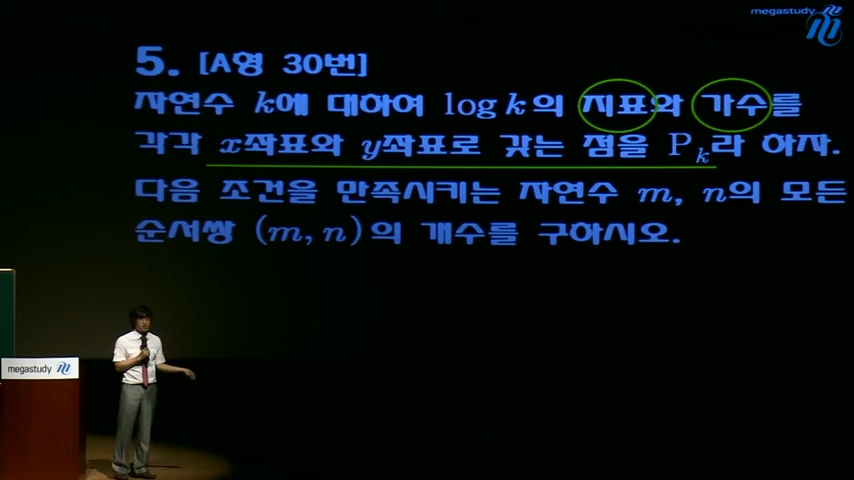 megastudy
5. [A형 30번]
자연수 k에 대하여 log k의 지표와 가수를
각각 x좌표와 y좌표로 갖는 점을 P_k라 하자.
다음 조건을 만족시키는 자연수 m, n의 모든
순서쌍 (m, n)의 개수를 구하시오.
megastudy